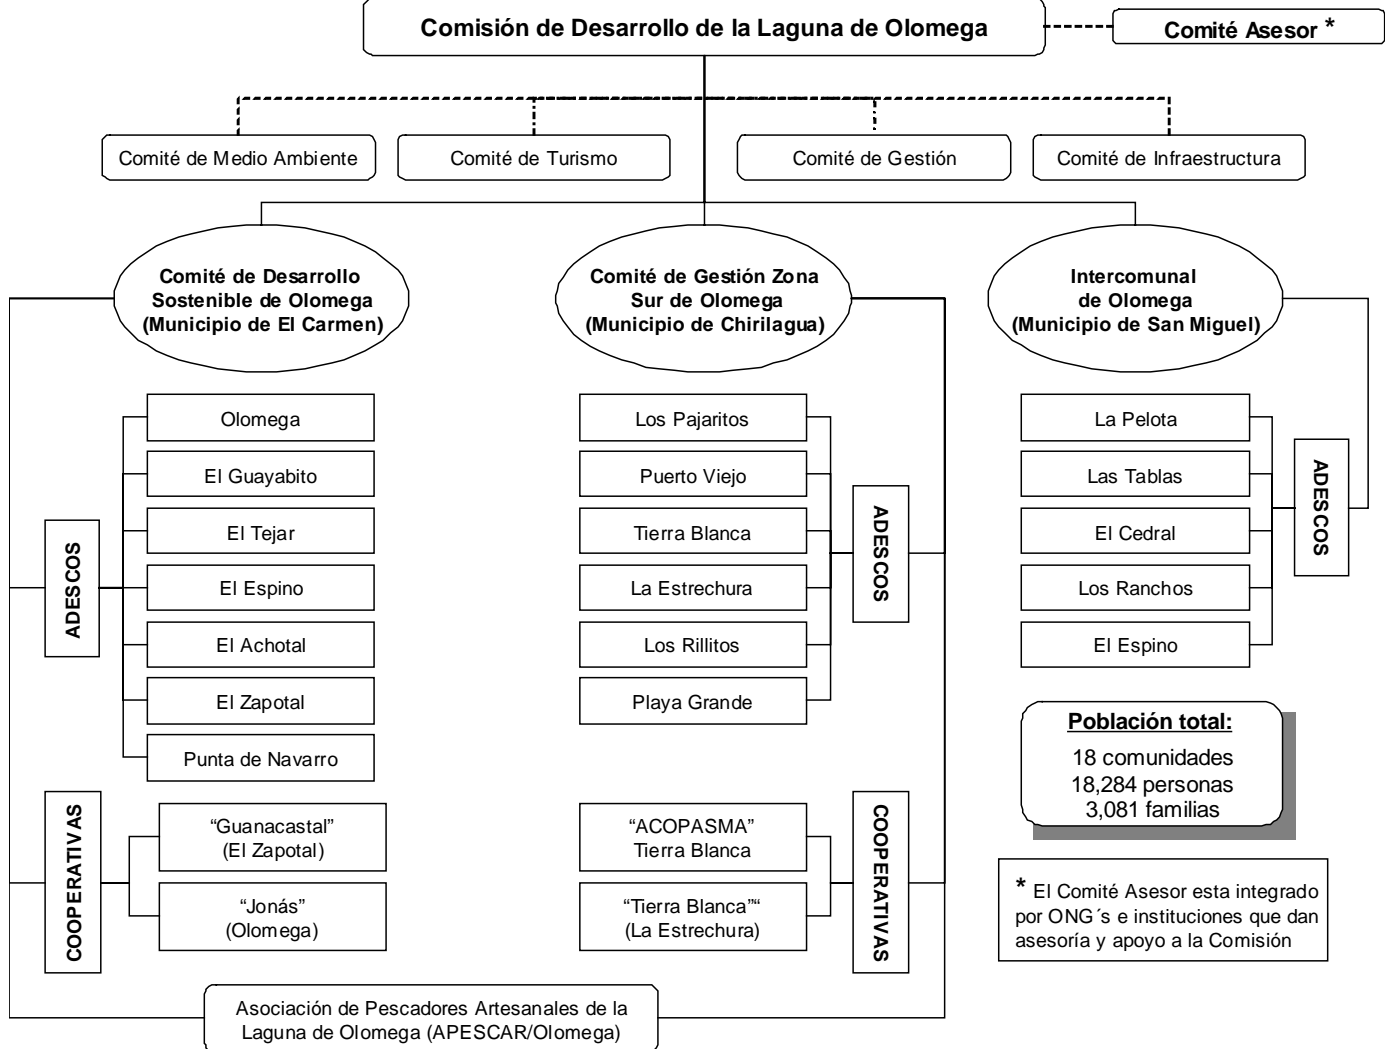 Comisión de Desarrollo de la Laguna de Olomega
Comité Asesor *
Comité de Medio Ambiente
Comité de Turismo
Comité de Gestión
Comité de Infraestructura
Comité de Desarrollo
Sostenible de Olomega
(Municipio de El Carmen)
Comité de Gestión Zona
Sur de Olomega
(Municipio de Chirilagua)
Intercomunal
de Olomega
(Municipio de San Miguel)
ADESCOS
Olomega
El Guayabito
El Tejar
El Espino
El Achotal
El Zapotal
Punta de Navarro
COOPERATIVAS
“Guanacastal”
(El Zapotal)
“Jonás”
(Olomega)
Los Pajaritos
Puerto Viejo
Tierra Blanca
La Estrechura
Los Rillitos
Playa Grande
ADESCOS
“ACOPASMA”
Tierra Blanca
“Tierra Blanca”“
(La Estrechura)
COOPERATIVAS
La Pelota
Las Tablas
El Cedral
Los Ranchos
El Espino
ADESCOS
Población total:
18 comunidades
18,284 personas
3,081 familias
* El Comité Asesor esta integrado
por ONG´s e instituciones que dan
asesoría y apoyo a la Comisión
Asociación de Pescadores Artesanales de la
Laguna de Olomega (APESCAR/Olomega)